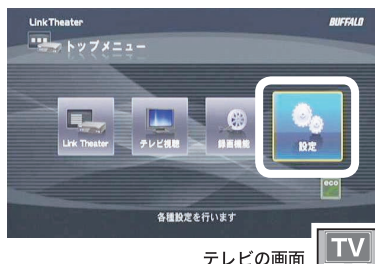 LinkTheater
BUFFALO
トップメニュー
Link Theater
テレビ視聴
録画機能
設定
eco
各種設定を行います
テレビの画面
TV